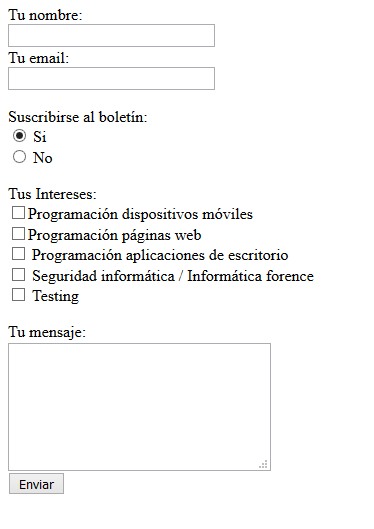 Tu nombre:
Tu email:
Suscribirse al boletín:
Si
No
Tus Intereses:
Programación dispositivos móviles
Programación páginas web
Programación aplicaciones de escritorio
Seguridad informática / Informática forence
Testing
Tu mensaje:
Enviar